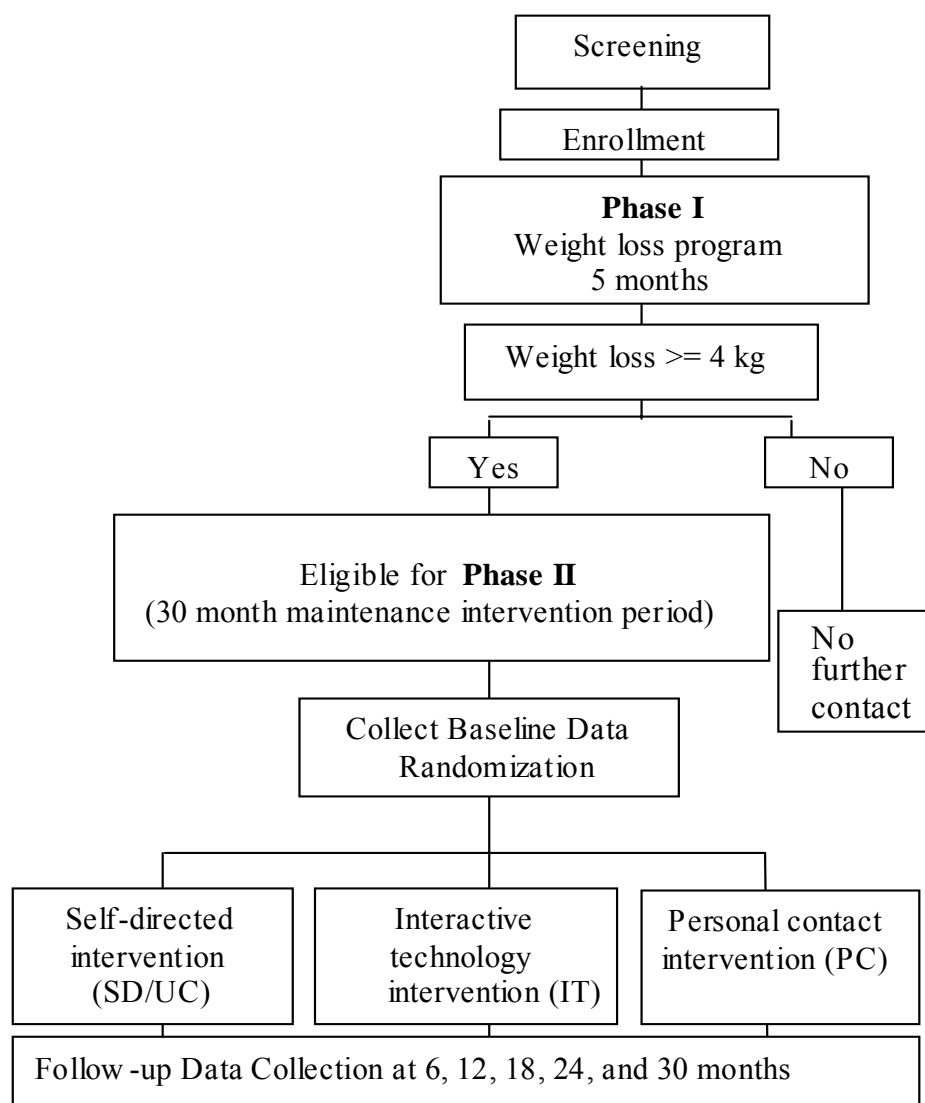 Screening
Enrollment
Phase I
Weight loss program
5 months
Weight loss >= 4 kg
Yes
No
Eligible for Phase II
(30 month maintenance intervention period)
No
further
contact
Collect Baseline Data
Randomization
Self-directed
intervention
(SD/UC)
Interactive
technology
intervention (IT)
Personal contact
intervention (PC)
Follow-up Data Collection at 6, 12, 18, 24, and 30 months